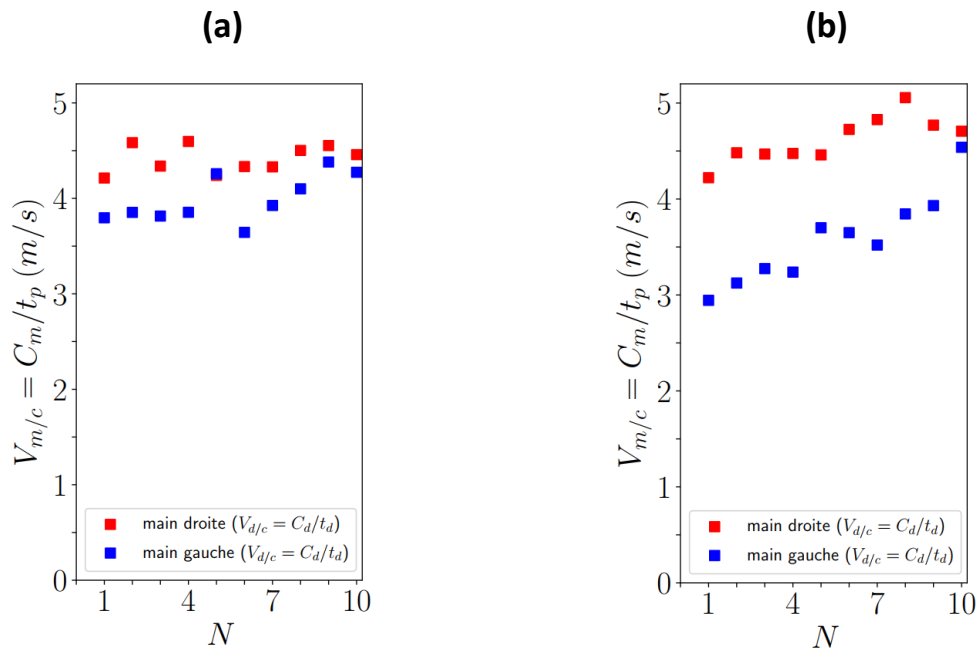 (a)
(b)
V_{m/c} = C_m/t_p (m/s)
5
4
3
2
1
0
main droite (V_{d/c} = C_d/t_d)
main gauche (V_{d/c} = C_d/t_d)
1 4 7 10
N
V_{m/c} = C_m/t_p (m/s)
5
4
3
2
1
0
main droite (V_{d/c} = C_d/t_d)
main gauche (V_{d/c} = C_d/t_d)
1 4 7 10
N